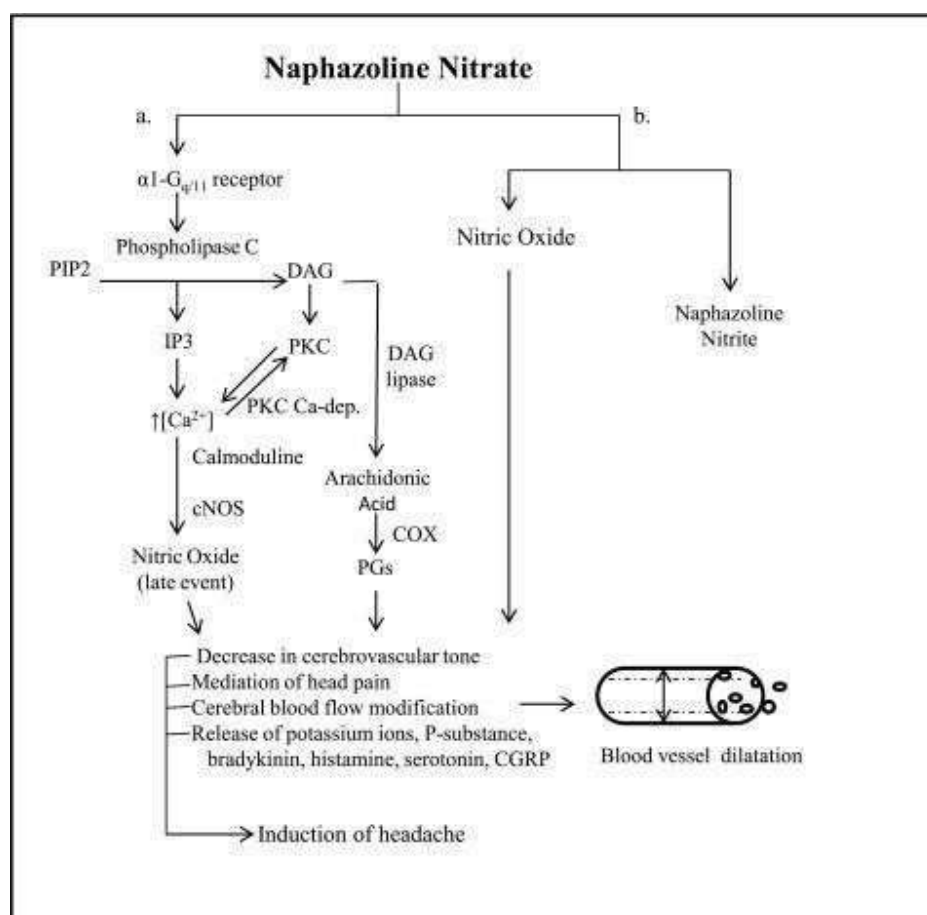 Naphazoline Nitrate
a.
b.
α1-Gq/11 receptor
Phospholipase C
PIP2
DAG
Nitric Oxide
Naphazoline
Nitrite
IP3
PKC
DAG
lipase
PKC Ca-dep.
↑[Ca²⁺]
Calmoduline
Arachidonic
Acid
cNOS
COX
Nitric Oxide
(late event)
PGs
Decrease in cerebrovascular tone
Mediation of head pain
Cerebral blood flow modification
Release of potassium ions, P-substance,
bradykinin, histamine, serotonin, CGRP
Blood vessel dilatation
Induction of headache